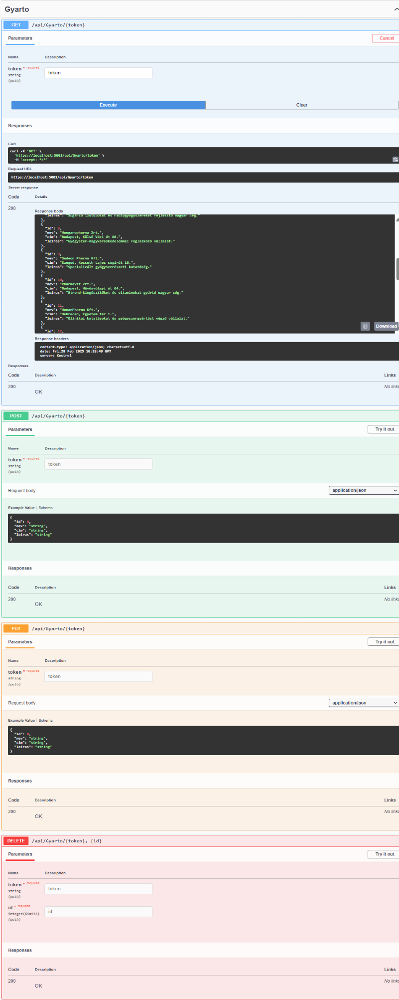 Gyarto
GET /api/Gyarto/{token}
Parameters
Cancel
Name Description
token * required
string
(path)
token
Execute Clear
Responses
Curl
curl -X 'GET' \
'https://localhost:5001/api/Gyarto/token' \
-H 'accept: */*'
Request URL
https://localhost:5001/api/Gyarto/token
Server response
Code Details
200
Response body
"leiras": "Sugárzó izotópokat és radiogyógyszereket fejlesztő magyar cég."
},
{
"id": 8,
"nev": "Hungaropharma Zrt.",
"cim": "Budapest, Külső Váci út 80.",
"leiras": "Gyógyszer-nagykereskedelemmel foglalkozó vállalat."
},
{
"id": 9,
"nev": "Gedeon Pharma Kft.",
"cim": "Szeged, Kossuth Lajos sugárút 10.",
"leiras": "Specializált gyógyszerészeti kutatócég."
},
{
"id": 10,
"nev": "Pharmavit Zrt.",
"cim": "Budapest, Hűvösvölgyi út 64.",
"leiras": "Étrend-kiegészítőket és vitaminokat gyártó magyar cég."
},
{
"id": 11,
"nev": "HumanPharma Kft.",
"cim": "Debrecen, Egyetem tér 1.",
"leiras": "Klinikai kutatásokat és gyógyszergyártást végző vállalat."
},
{
"id": 12,
Download
Response headers
content-type: application/json; charset=utf-8
date: Fri,28 Feb 2025 10:28:49 GMT
server: Kestrel
Responses
Code Description Links
200 No links
OK
POST /api/Gyarto/{token}
Parameters
Try it out
Name Description
token * required
string
(path)
token
Request body
application/json
Example Value | Schema
{
"id": 0,
"nev": "string",
"cim": "string",
"leiras": "string"
}
Responses
Code Description Links
200 No links
OK
PUT /api/Gyarto/{token}
Parameters
Try it out
Name Description
token * required
string
(path)
token
Request body
application/json
Example Value | Schema
{
"id": 0,
"nev": "string",
"cim": "string",
"leiras": "string"
}
Responses
Code Description Links
200 No links
OK
DELETE /api/Gyarto/{token}, {id}
Parameters
Try it out
Name Description
token * required
string
(path)
token
id * required
integer($int32)
(path)
id
Responses
Code Description Links
200 No links
OK